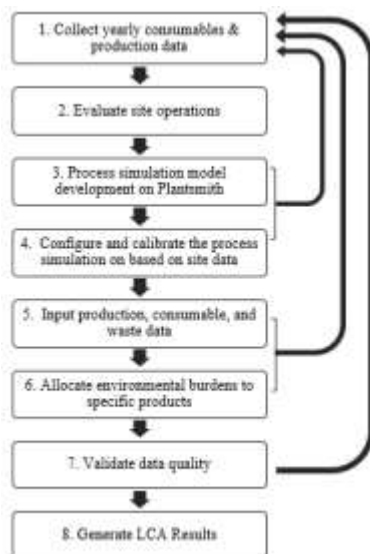 1. Collect yearly consumables &
production data
2. Evaluate site operations
3. Process simulation model
development on Plantsmith
4. Configure and calibrate the process
simulation on based on site data
5. Input production, consumable, and
waste data
6. Allocate environmental burdens to
specific products
7. Validate data quality
8. Generate LCA Results